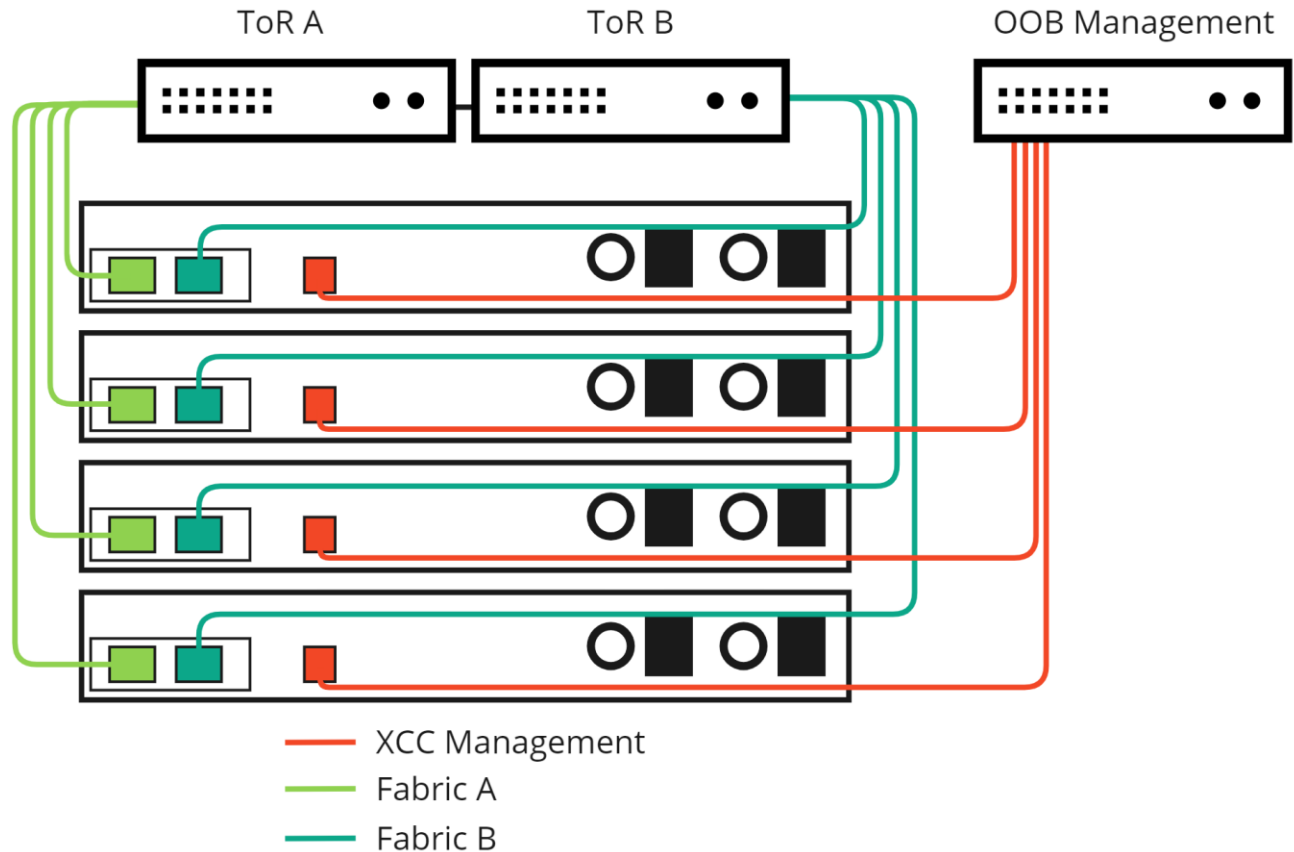 ToR A
ToR B
OOB Management
XCC Management
Fabric A
Fabric B